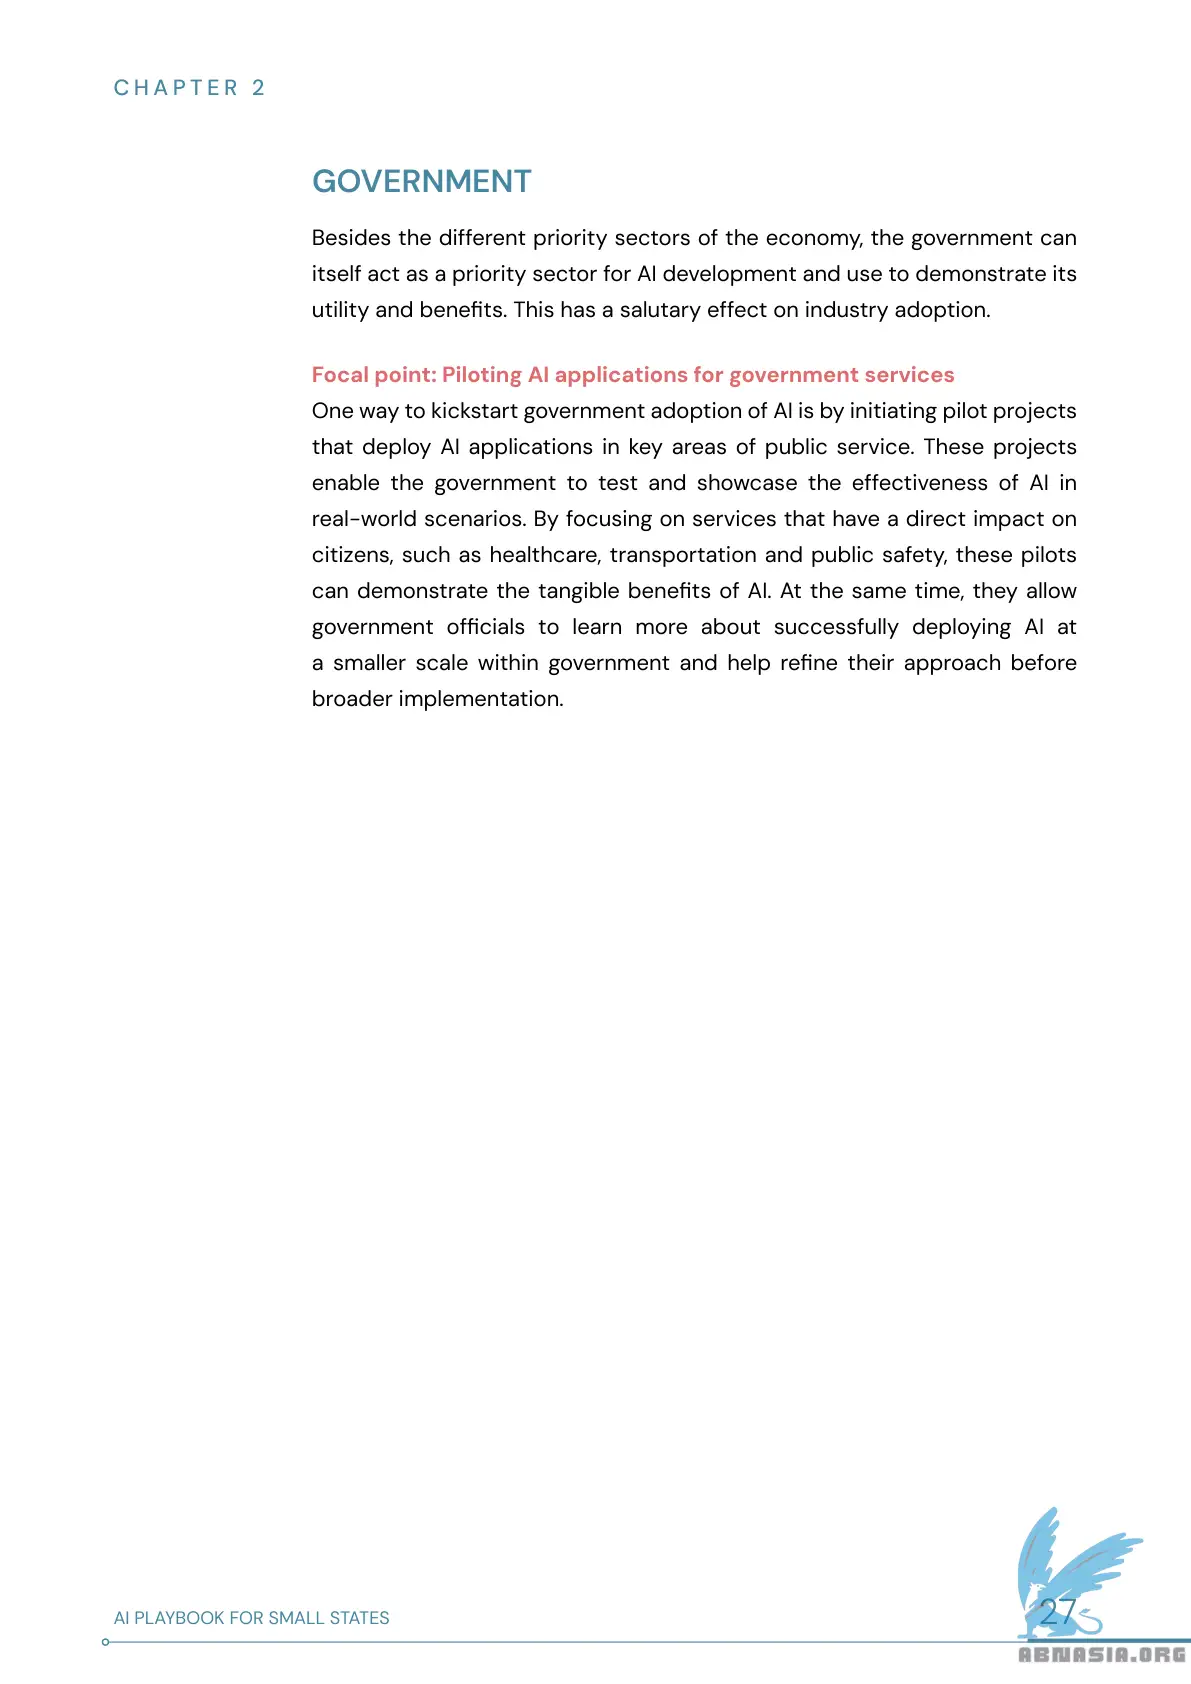 CHAPTER 2
GOVERNMENT
Besides the different priority sectors of the economy, the government can
itself act as a priority sector for AI development and use to demonstrate its
utility and benefits. This has a salutary effect on industry adoption.
Focal point: Piloting AI applications for government services
One way to kickstart government adoption of AI is by initiating pilot projects
that deploy AI applications in key areas of public service. These projects
enable the government to test and showcase the effectiveness of AI in
real-world scenarios. By focusing on services that have a direct impact on
citizens, such as healthcare, transportation and public safety, these pilots
can demonstrate the tangible benefits of AI. At the same time, they allow
government officials to learn more about successfully deploying AI at
a smaller scale within government and help refine their approach before
broader implementation.
AI PLAYBOOK FOR SMALL STATES
27
ABNASIA.ORG